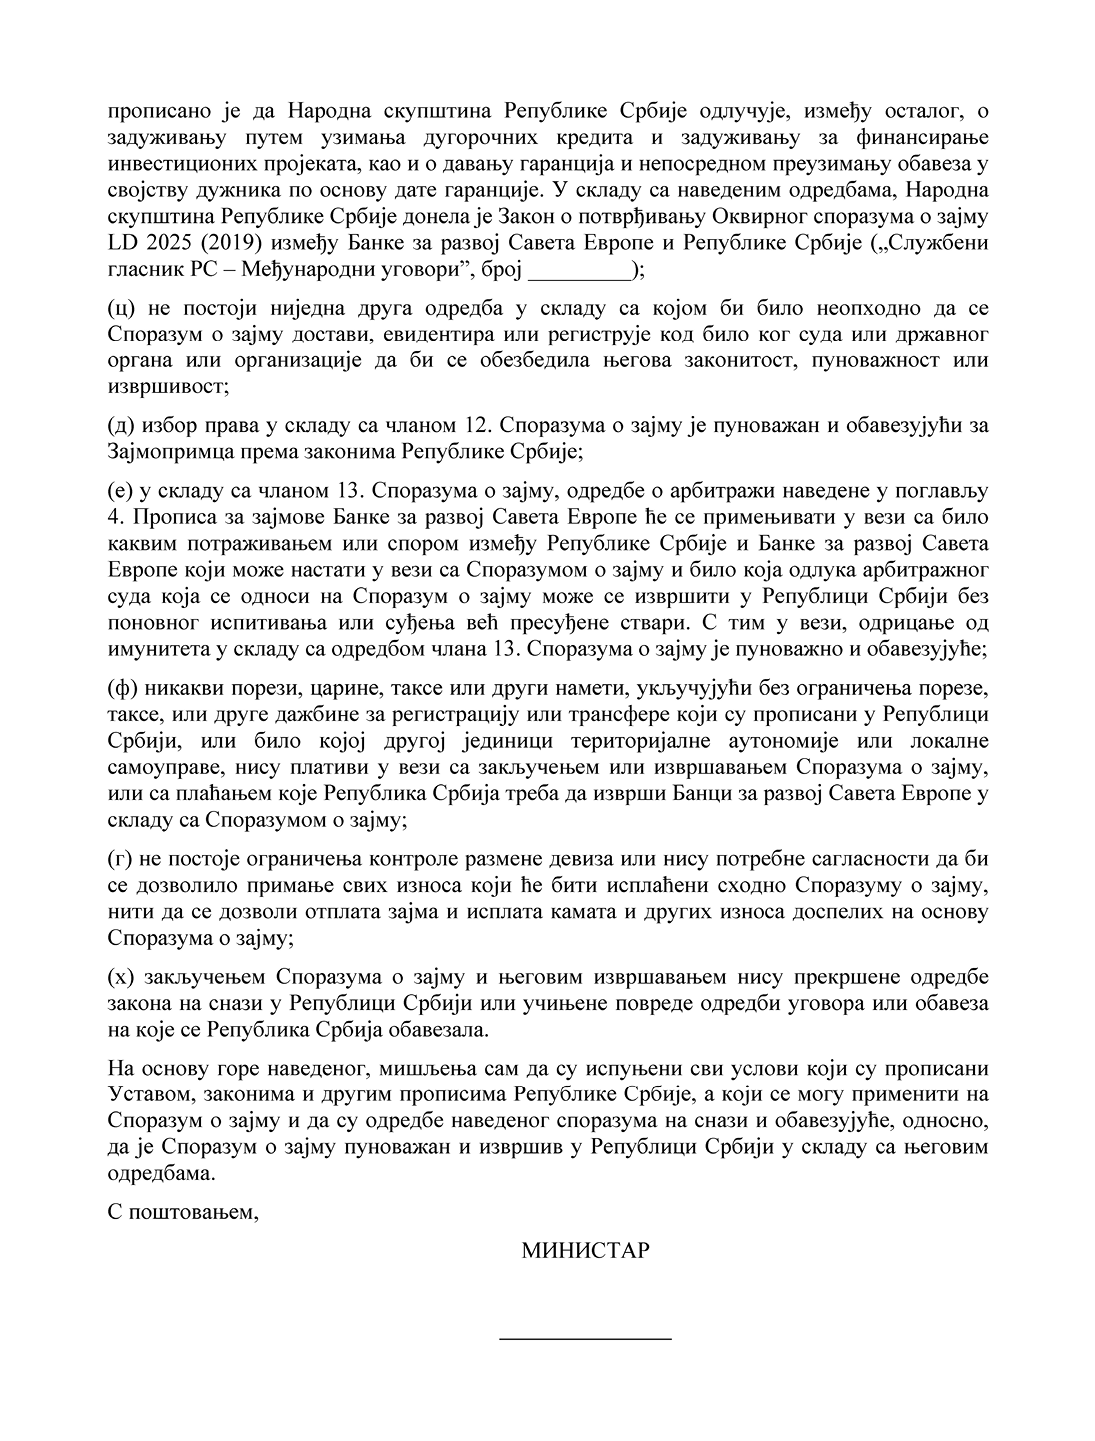 прописано је да Народна скупштина Републике Србије одлучује, између осталог, о
задуживању путем узимања дугорочних кредита и задуживању за финансирање
инвестиционих пројеката, као и о давању гаранција и непосредном преузимању обавеза у
својству дужника по основу дате гаранције. У складу са наведеним одредбама, Народна
скупштина Републике Србије донела је Закон о потврђивању Оквирног споразума о зајму
LD 2025 (2019) између Банке за развој Савета Европе и Републике Србије („Службени
гласник РС – Међународни уговори”, број _________);
(ц) не постоји ниједна друга одредба у складу са којом би било неопходно да се
Споразум о зајму достави, евидентира или региструје код било ког суда или државног
органа или организације да би се обезбедила његова законитост, пуноважност или
извршивост;
(д) избор права у складу са чланом 12. Споразума о зајму је пуноважан и обавезујући за
Зајмопримца према законима Републике Србије;
(е) у складу са чланом 13. Споразума о зајму, одредбе о арбитражи наведене у поглављу
4. Прописа за зајмове Банке за развој Савета Европе ће се примењивати у вези са било
каквим потраживањем или спором између Републике Србије и Банке за развој Савета
Европе који може настати у вези са Споразумом о зајму и било која одлука арбитражног
суда која се односи на Споразум о зајму може се извршити у Републици Србији без
поновног испитивања или суђења већ пресуђене ствари. С тим у вези, одрицање од
имунитета у складу са одредбом члана 13. Споразума о зајму је пуноважно и обавезујуће;
(ф) никакви порези, царине, таксе или други намети, укључујући без ограничења порезе,
таксе, или друге дажбине за регистрацију или трансфере који су прописани у Републици
Србији, или било којој другој јединици територијалне аутономије или локалне
самоуправе, нису плативи у вези са закључењем или извршавањем Споразума о зајму,
или са плаћањем које Република Србија треба да изврши Банци за развој Савета Европе у
складу са Споразумом о зајму;
(г) не постоје ограничења контроле размене девиза или нису потребне сагласности да би
се дозволило примање свих износа који ће бити исплаћени сходно Споразуму о зајму,
нити да се дозволи отплата зајма и исплата камата и других износа доспелих на основу
Споразума о зајму;
(х) закључењем Споразума о зајму и његовим извршавањем нису прекршене одредбе
закона на снази у Републици Србији или учињене повреде одредби уговора или обавеза
на које се Република Србија обавезала.
На основу горе наведеног, мишљења сам да су испуњени сви услови који су прописани
Уставом, законима и другим прописима Републике Србије, а који се могу применити на
Споразум о зајму и да су одредбе наведеног споразума на снази и обавезујуће, односно,
да је Споразум о зајму пуноважан и извршив у Републици Србији у складу са његовим
одредбама.
С поштовањем,
МИНИСТАР
_______________